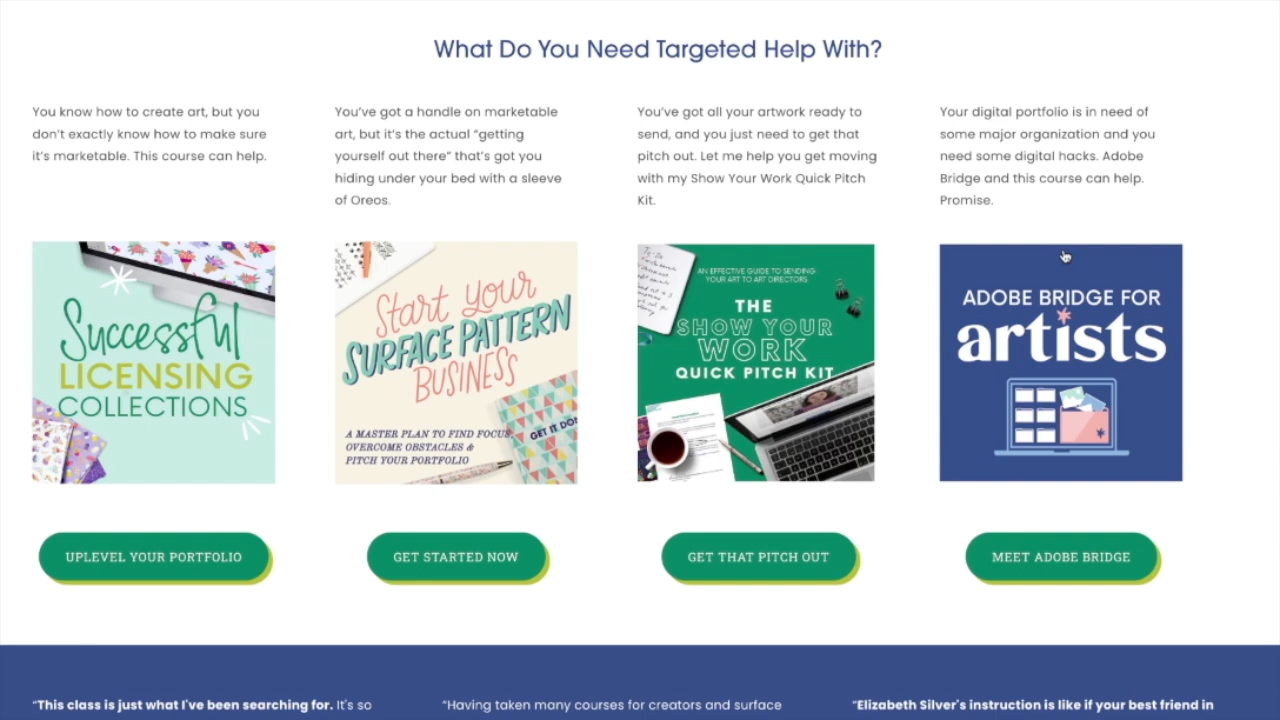 What Do You Need Targeted Help With?
You know how to create art, but you
don't exactly know how to make sure
it's marketable. This course can help.
You've got a handle on marketable
art, but it's the actual "getting
yourself out there" that's got you
hiding under your bed with a sleeve
of Oreos.
You've got all your artwork ready to
send, and you just need to get that
pitch out. Let me help you get moving
with my Show Your Work Quick Pitch
Kit.
Your digital portfolio is in need of
some major organization and you
need some digital hacks. Adobe
Bridge and this course can help.
Promise.
Successful
LICENSING
COLLECTIONS
Start your
SURFACE PATTERN
BUSINESS
A MASTER PLAN TO FIND FOCUS,
OVERCOME OBSTACLES &
PITCH YOUR PORTFOLIO
GET IT DO
AN EFFECTIVE GUIDE TO SENDING
YOUR ART TO ART DIRECTORS
THE
SHOW YOUR
WORK
QUICK PITCH KIT
ADOBE BRIDGE FOR
artists
UPLEVEL YOUR PORTFOLIO
GET STARTED NOW
GET THAT PITCH OUT
MEET ADOBE BRIDGE
"This class is just what I've been searching for. It's so
"Having taken many courses for creators and surface
"Elizabeth Silver's instruction is like if your best friend in